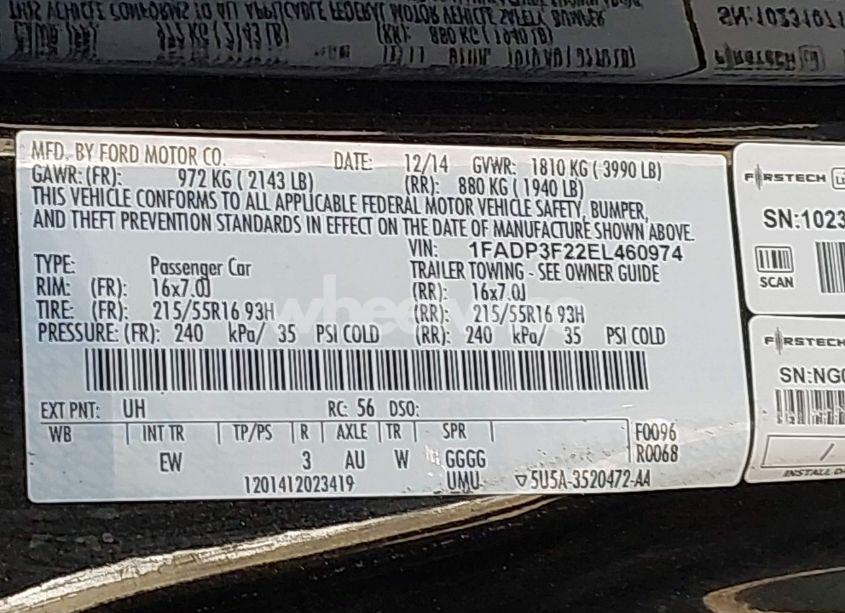 MFD. BY FORD MOTOR CO. DATE: 12/14 GVWR: 1810 KG ( 3990 LB)
GAWR: (FR): 972 KG ( 2143 LB) (RR): 880 KG ( 1940 LB)
THIS VEHICLE CONFORMS TO ALL APPLICABLE FEDERAL MOTOR VEHICLE SAFETY, BUMPER,
AND THEFT PREVENTION STANDARDS IN EFFECT ON THE DATE OF MANUFACTURE SHOWN ABOVE.
VIN: 1FADP3F22EL460974
TYPE: Passenger Car TRAILER TOWING - SEE OWNER GUIDE
RIM: (FR): 16x7.0J (RR): 16x7.0J
TIRE: (FR): 215/55R16 93H (RR): 215/55R16 93H
PRESSURE: (FR): 240 kPa/ 35 PSI COLD (RR): 240 kPa/ 35 PSI COLD
EXT PNT: UH RC: 56 DSO:
WB INT TR TP/PS R AXLE TR SPR F0096
EW 3 AU W GGGG R0068
1201412023419 UMU 5U5A-3520472-AA
FIRSTECH
SN:1023
SCAN
FIRSTECH
SN:NG0
INSTALL DA